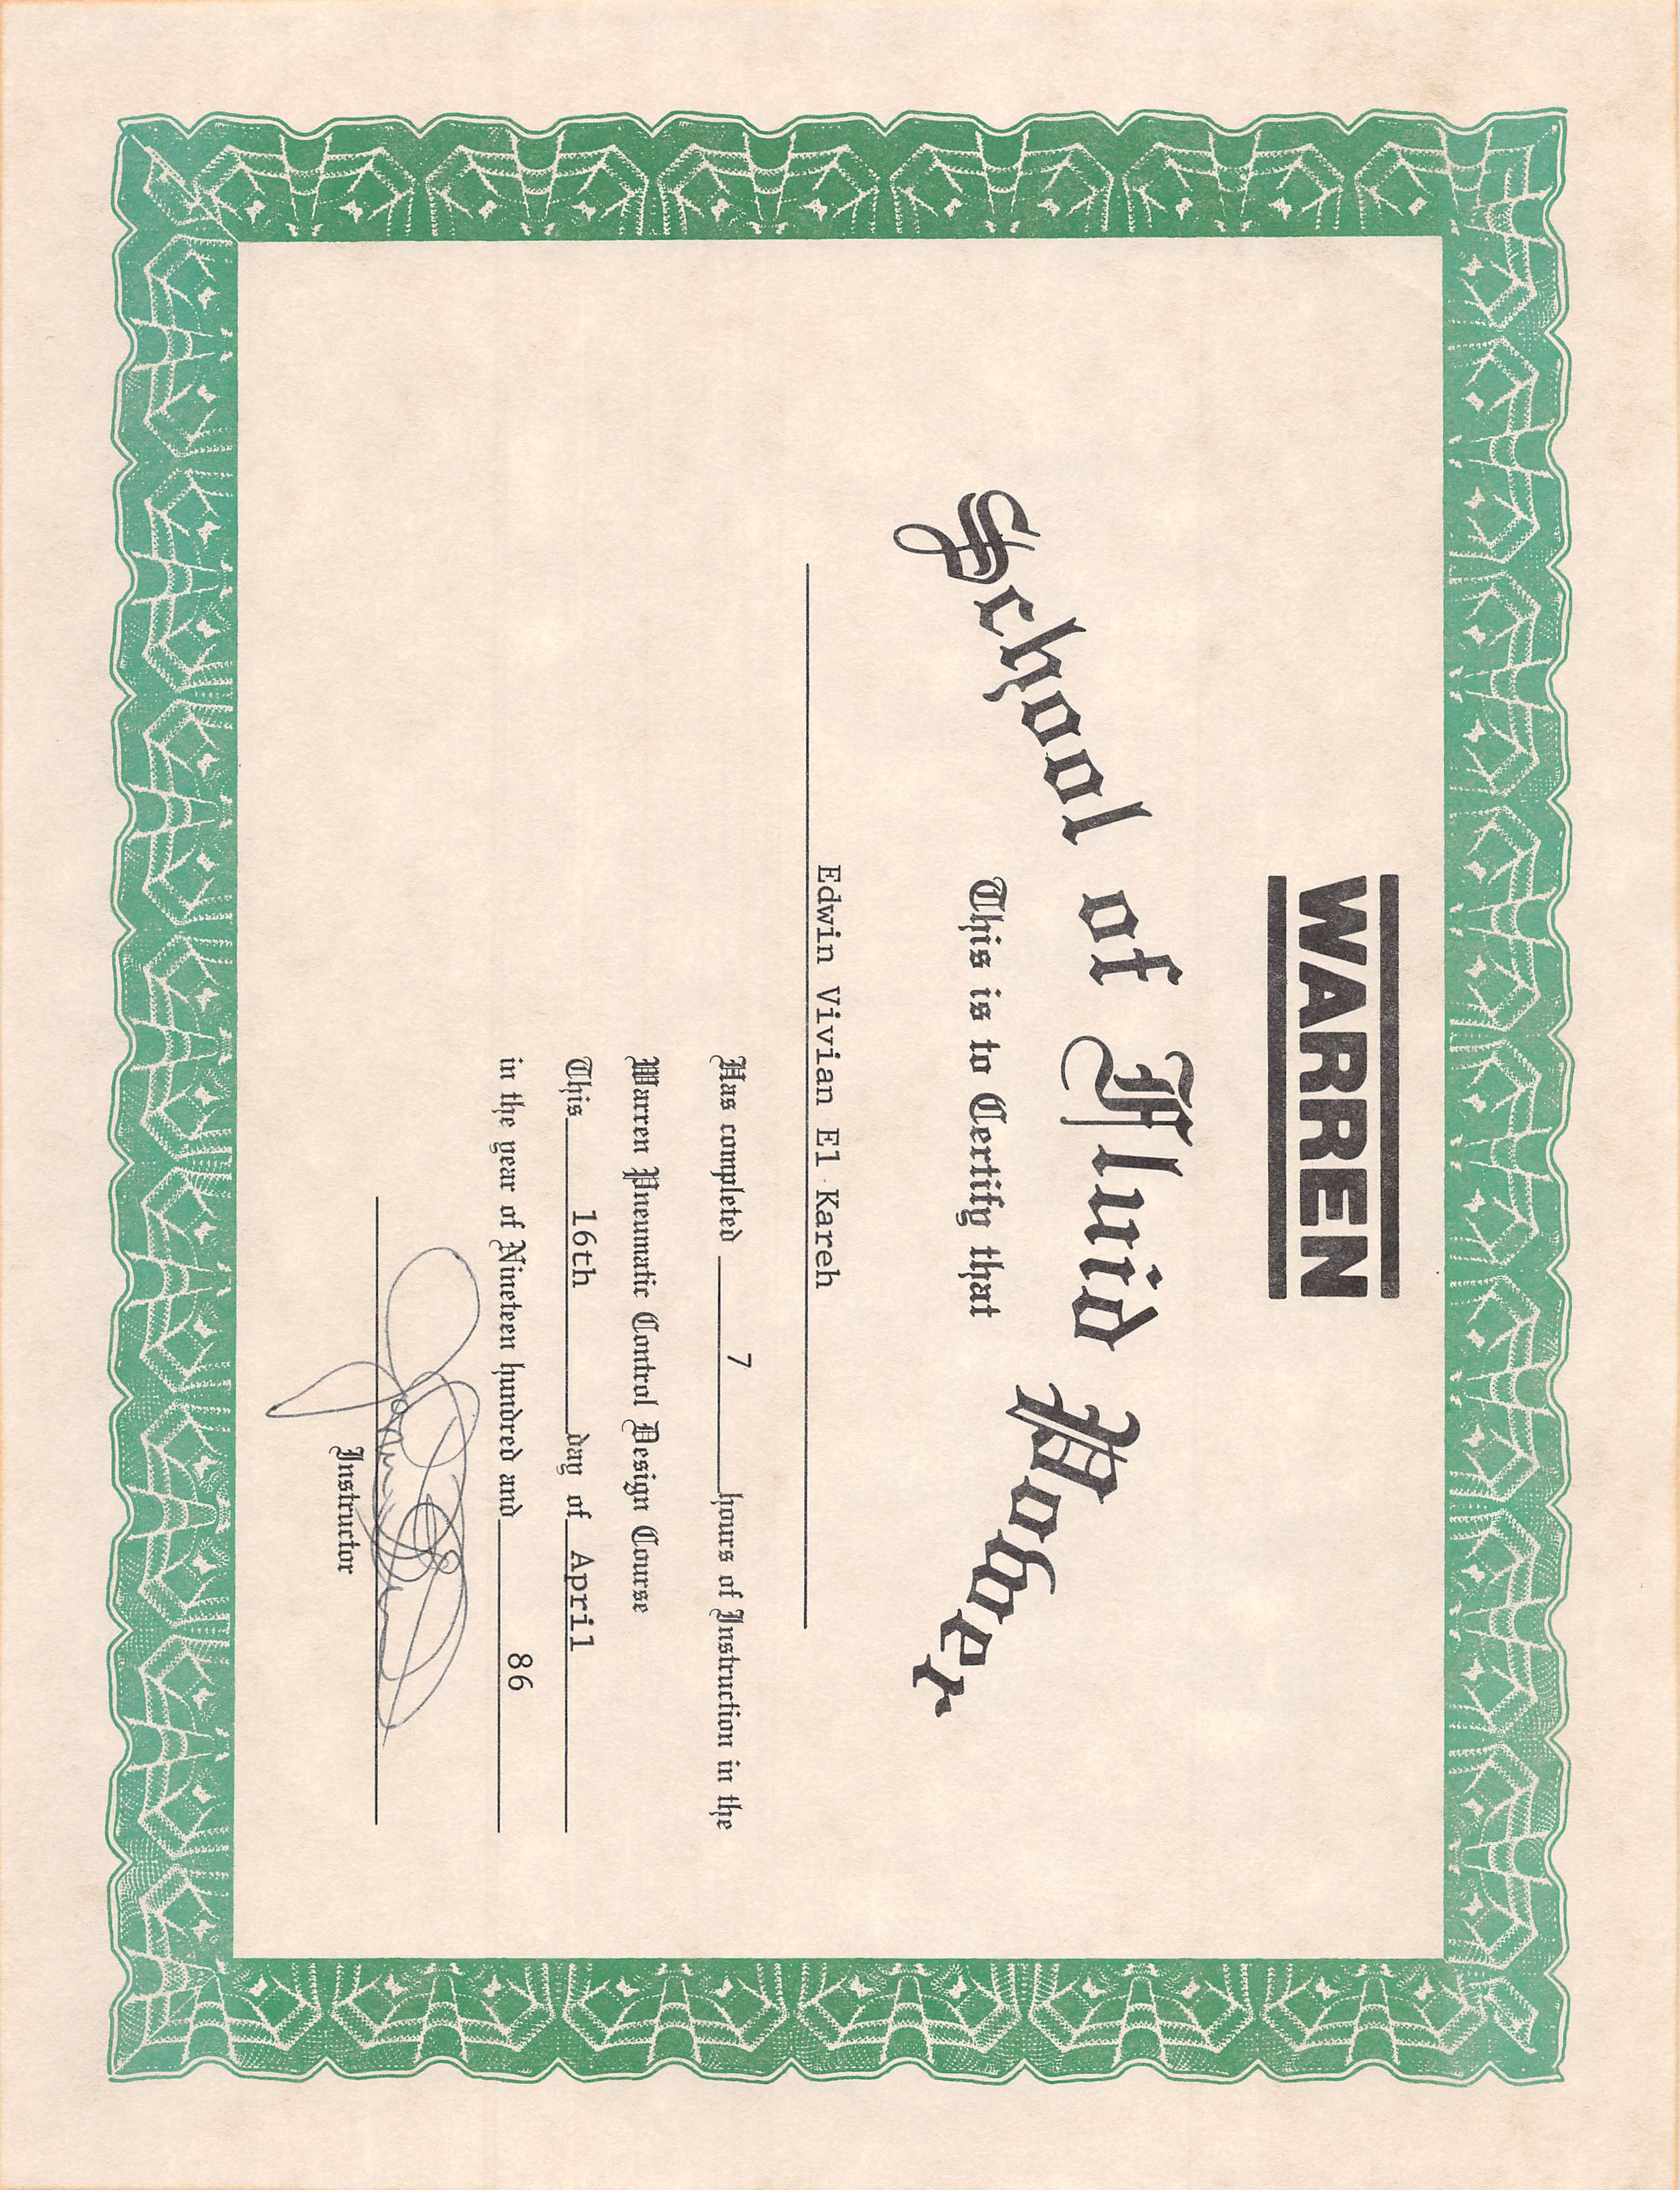 WARREN
School of Fluid Power
This is to Certify that
Edwin Vivian El Kareh
Has completed 7 hours of Instruction in the
Warren Pneumatic Control Design Course
This 16th day of April
in the year of Nineteen hundred and 86
Instructor